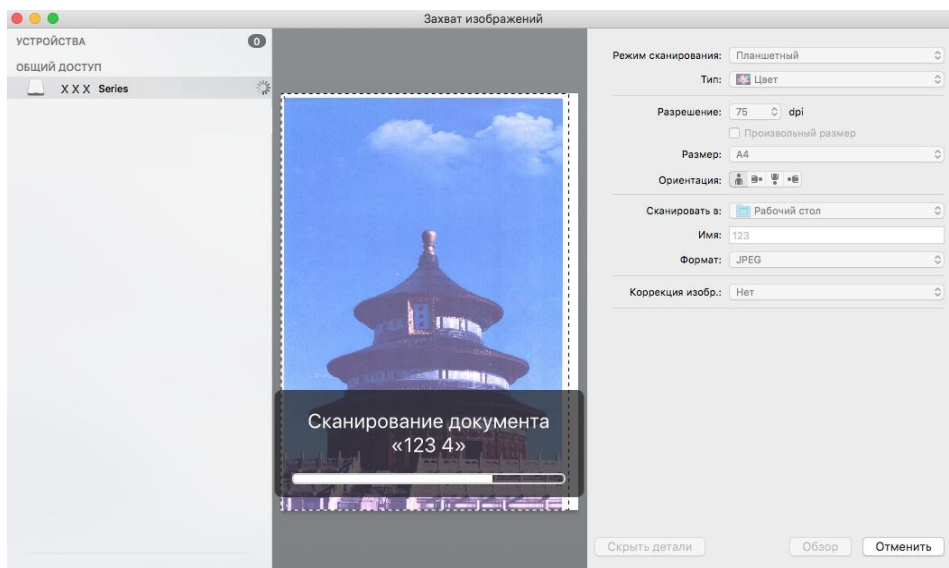 Захват изображений
УСТРОЙСТВА 0
ОБЩИЙ ДОСТУП
X X X Series
Режим сканирования: Планшетный
Тип: Цвет
Разрешение: 75 dpi
Произвольный размер
Размер: A4
Ориентация:
Сканировать в: Рабочий стол
Имя: 123
Формат: JPEG
Коррекция изобр.: Нет
Сканирование документа
«123 4»
Скрыть детали Обзор Отменить